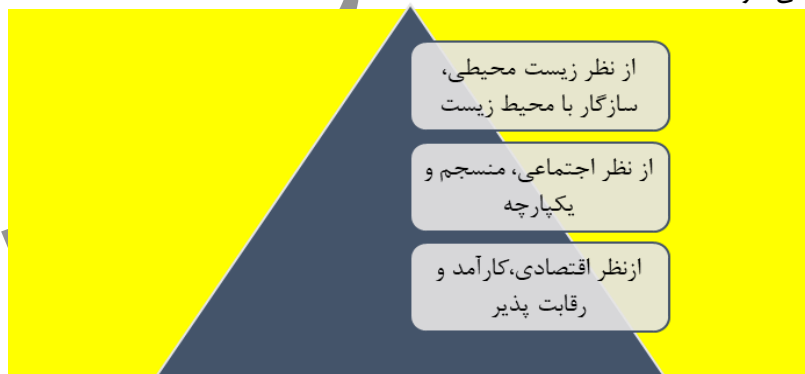 از نظر زیست محیطی،
سازگار با محیط زیست
از نظر اجتماعی، منسجم و
یکپارچه
ازنظر اقتصادی،کارآمد و
رقابت پذیر